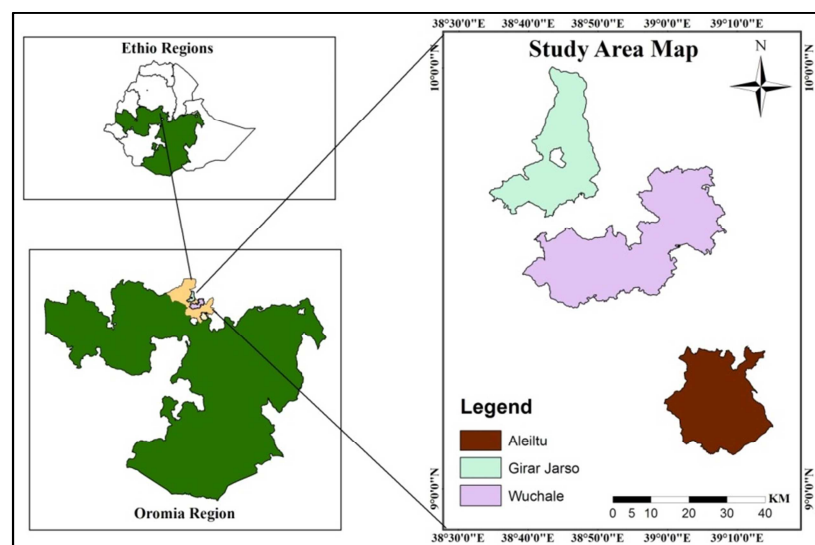 Ethio Regions
Oromia Region
38°30'0"E 38°40'0"E 38°50'0"E 39°0'0"E 39°10'0"E
Study Area Map
N
10°0'0"N
10°0'0"N
Legend
Aleiltu
Girar Jarso
Wuchale
9°0'0"N
9°0'0"N
KM
0 5 10 20 30 40
38°30'0"E 38°40'0"E 38°50'0"E 39°0'0"E 39°10'0"E